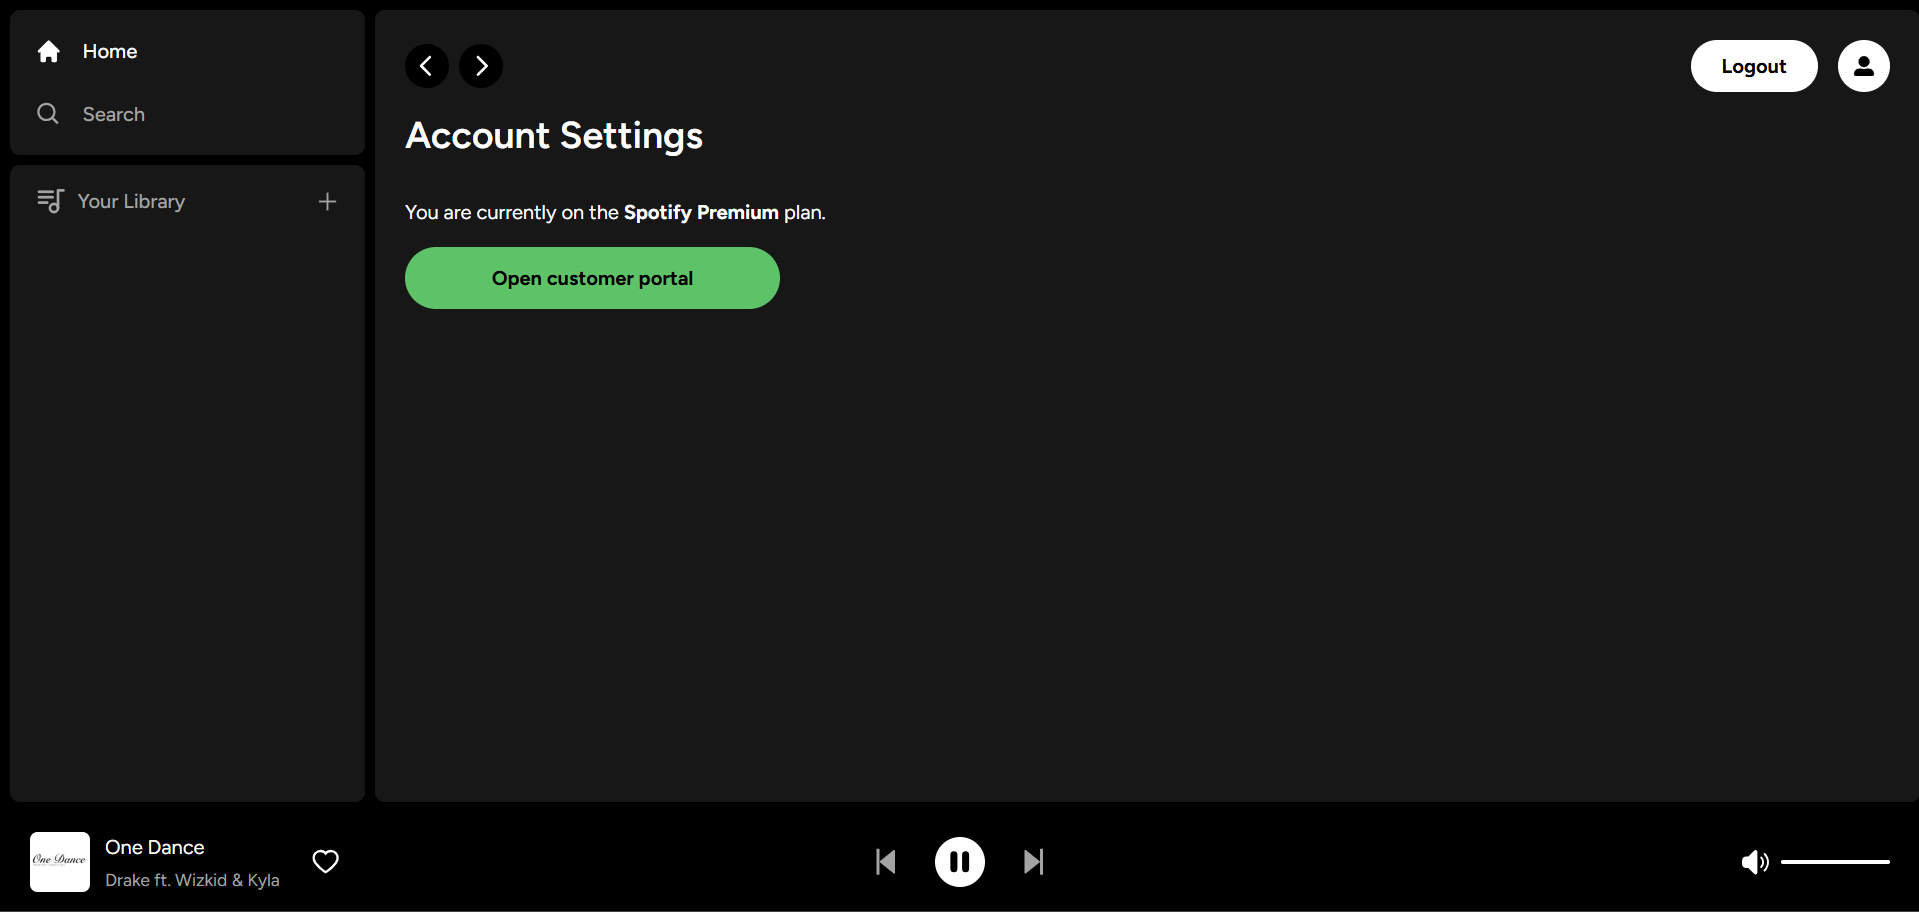 Home
Search
Your Library
Logout
Account Settings
You are currently on the Spotify Premium plan.
Open customer portal
One Dance
One Dance
Drake ft. Wizkid & Kyla